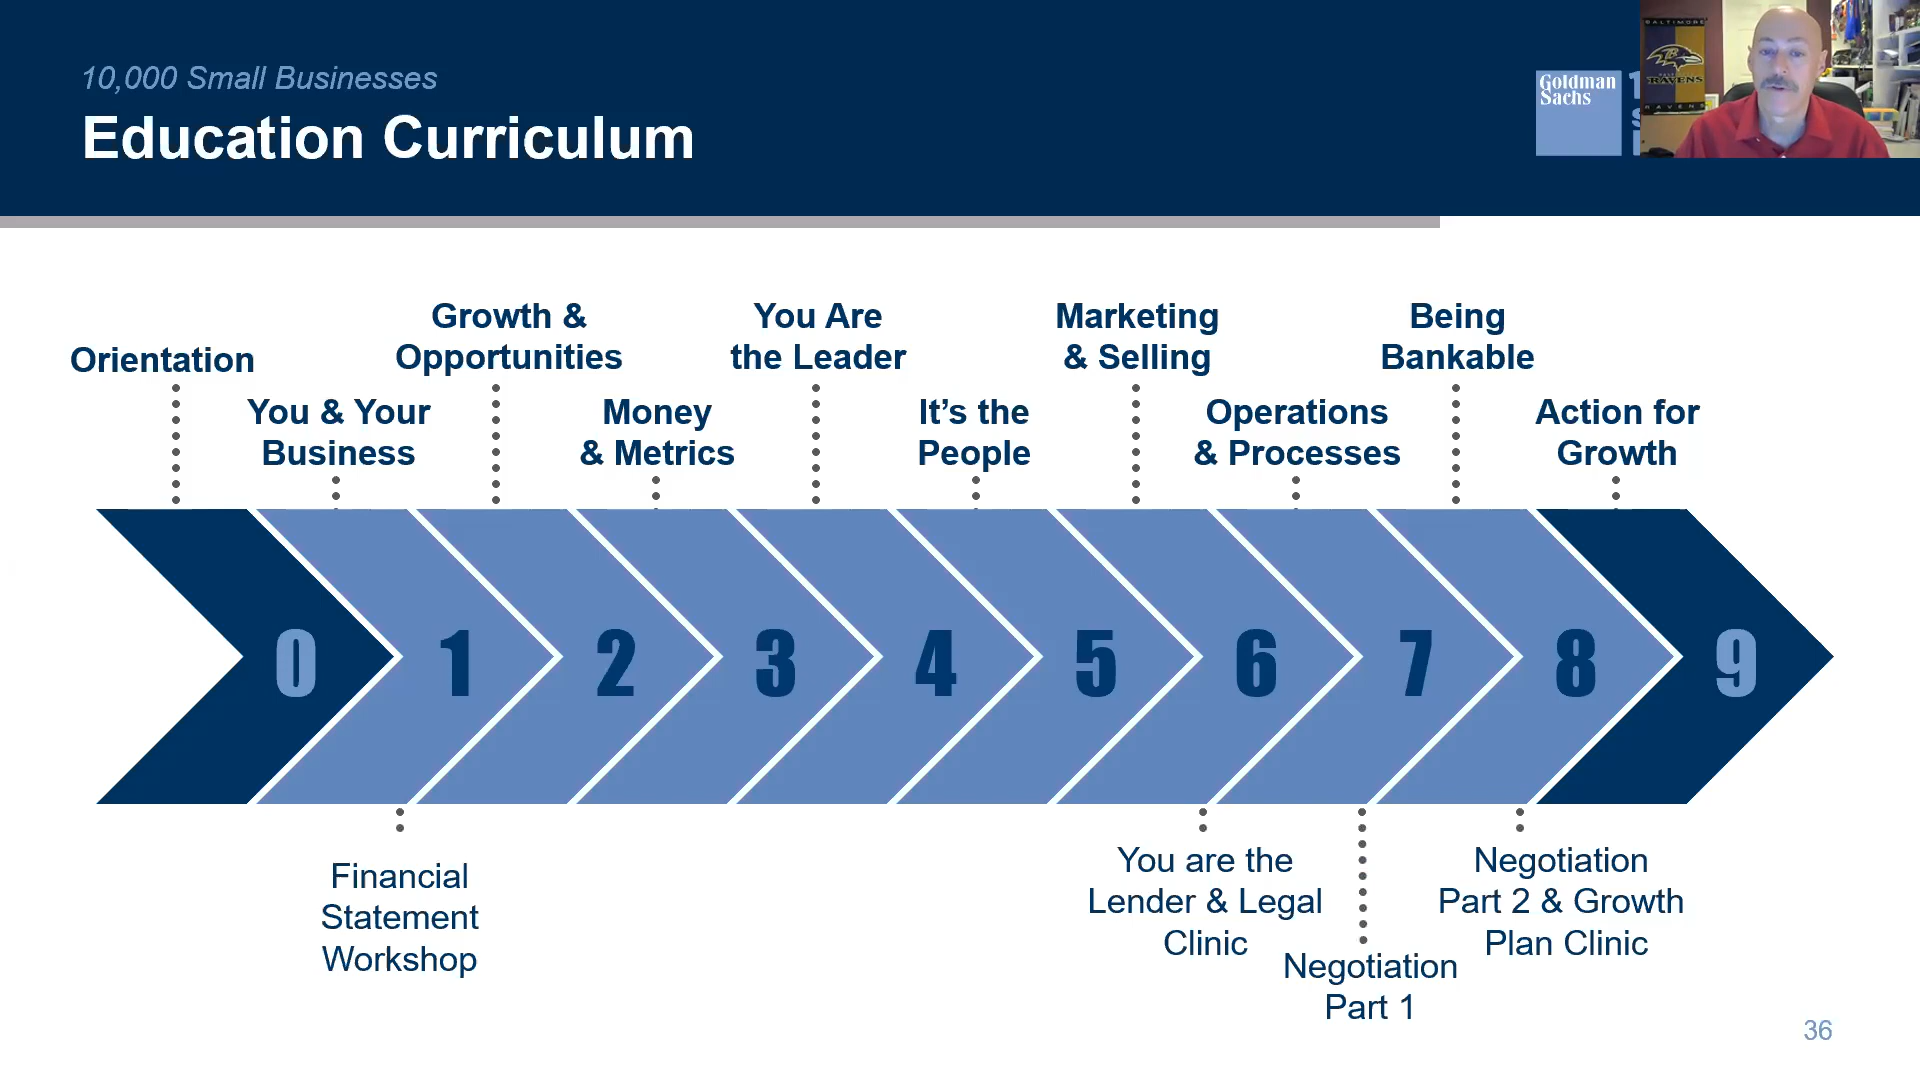 10,000 Small Businesses
Education Curriculum
Goldman
Sachs
BALTIMORE
RAVENS
RAVENS
Orientation
You & Your
Business
Growth &
Opportunities
Money
& Metrics
You Are
the Leader
It’s the
People
Marketing
& Selling
Operations
& Processes
Being
Bankable
Action for
Growth
0
1
2
3
4
5
6
7
8
9
Financial
Statement
Workshop
You are the
Lender & Legal
Clinic
Negotiation
Part 1
Negotiation
Part 2 & Growth
Plan Clinic
36